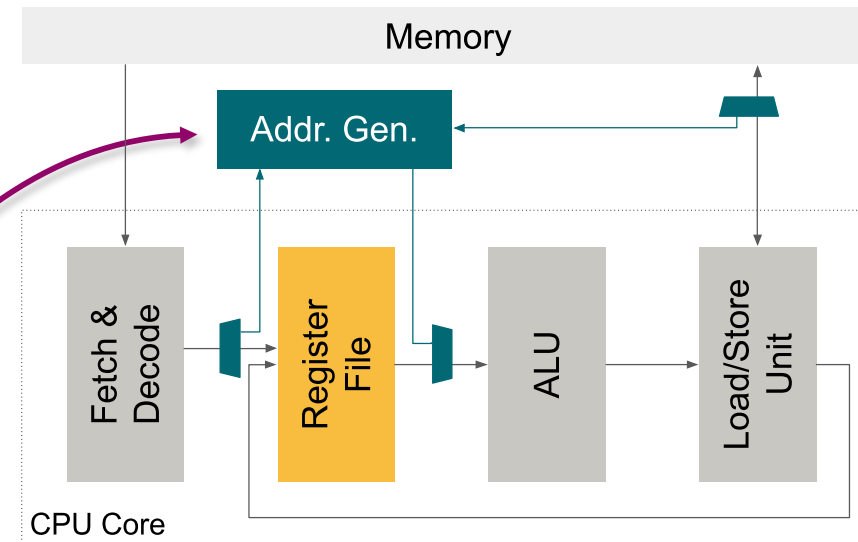 Memory
Addr. Gen.
Fetch &
Decode
Register
File
ALU
Load/Store
Unit
CPU Core